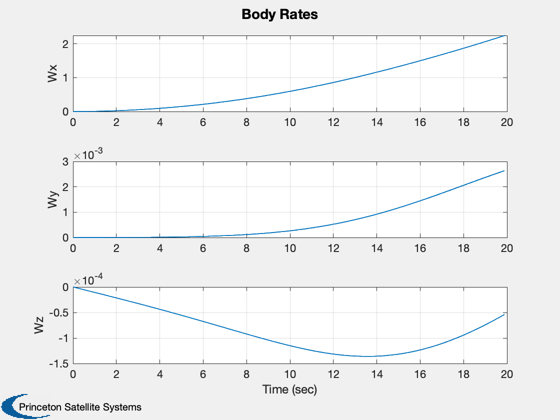 Body Rates
2
1
0
Wx
0 2 4 6 8 10 12 14 16 18 20
×10-3
3
2
1
0
Wy
0 2 4 6 8 10 12 14 16 18 20
×10-4
0
-0.5
-1
-1.5
Wz
0 2 4 6 8 10 12 14 16 18 20
Time (sec)
Princeton Satellite Systems